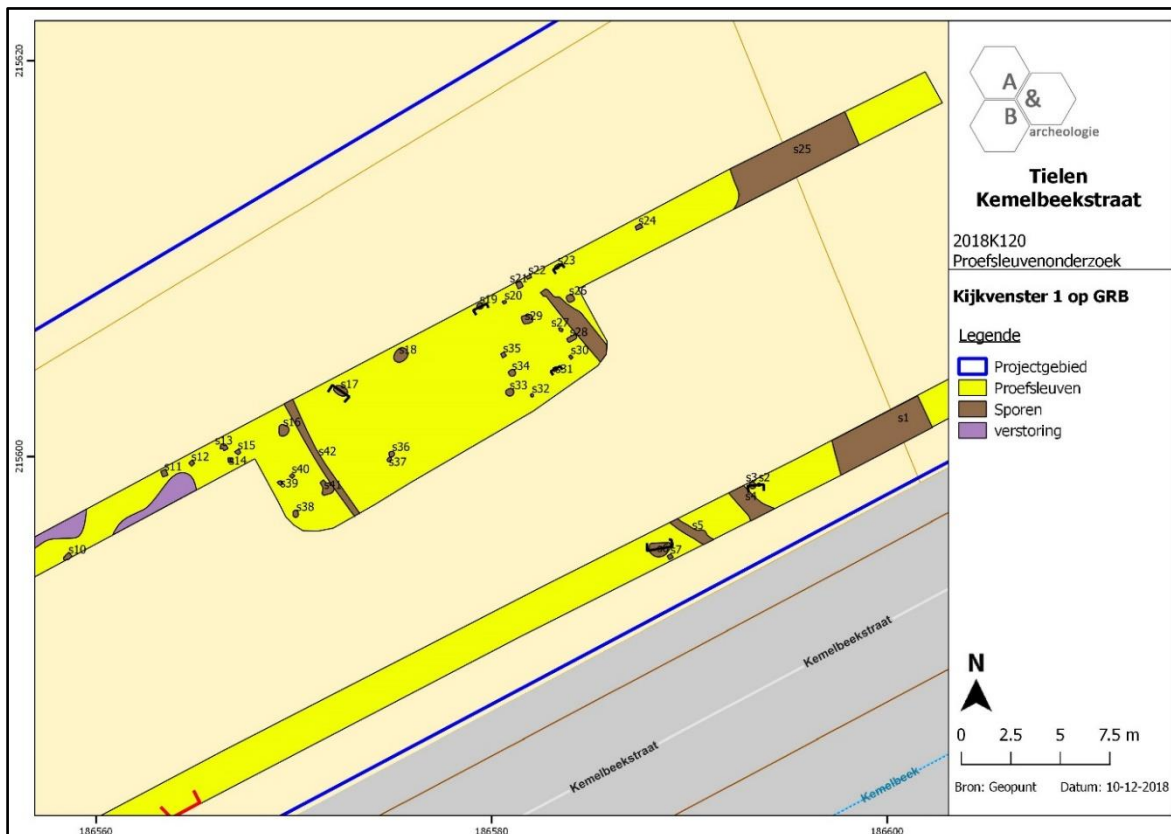 215620
215600
186560
186580
186600
s25
s24
s23
s22
s21
s20
s19
s26
s29
s27
s28
s18
s35
s30
s34
s31
s17
s33
s32
s16
s1
s13
s15
s42
s36
s12
s14
s37
s11
s40
s3 s2
s39
s41
s4
s38
s5
s10
s7
Kemelbeekstraat
Kemelbeekstraat
Kemelbeek
A
&
B
archeologie
Tielen
Kemelbeekstraat
2018K120
Proefsleuvenonderzoek
Kijkvenster 1 op GRB
Legende
Projectgebied
Proefsleuven
Sporen
verstoring
N
0 2.5 5 7.5 m
Bron: Geopunt Datum: 10-12-2018